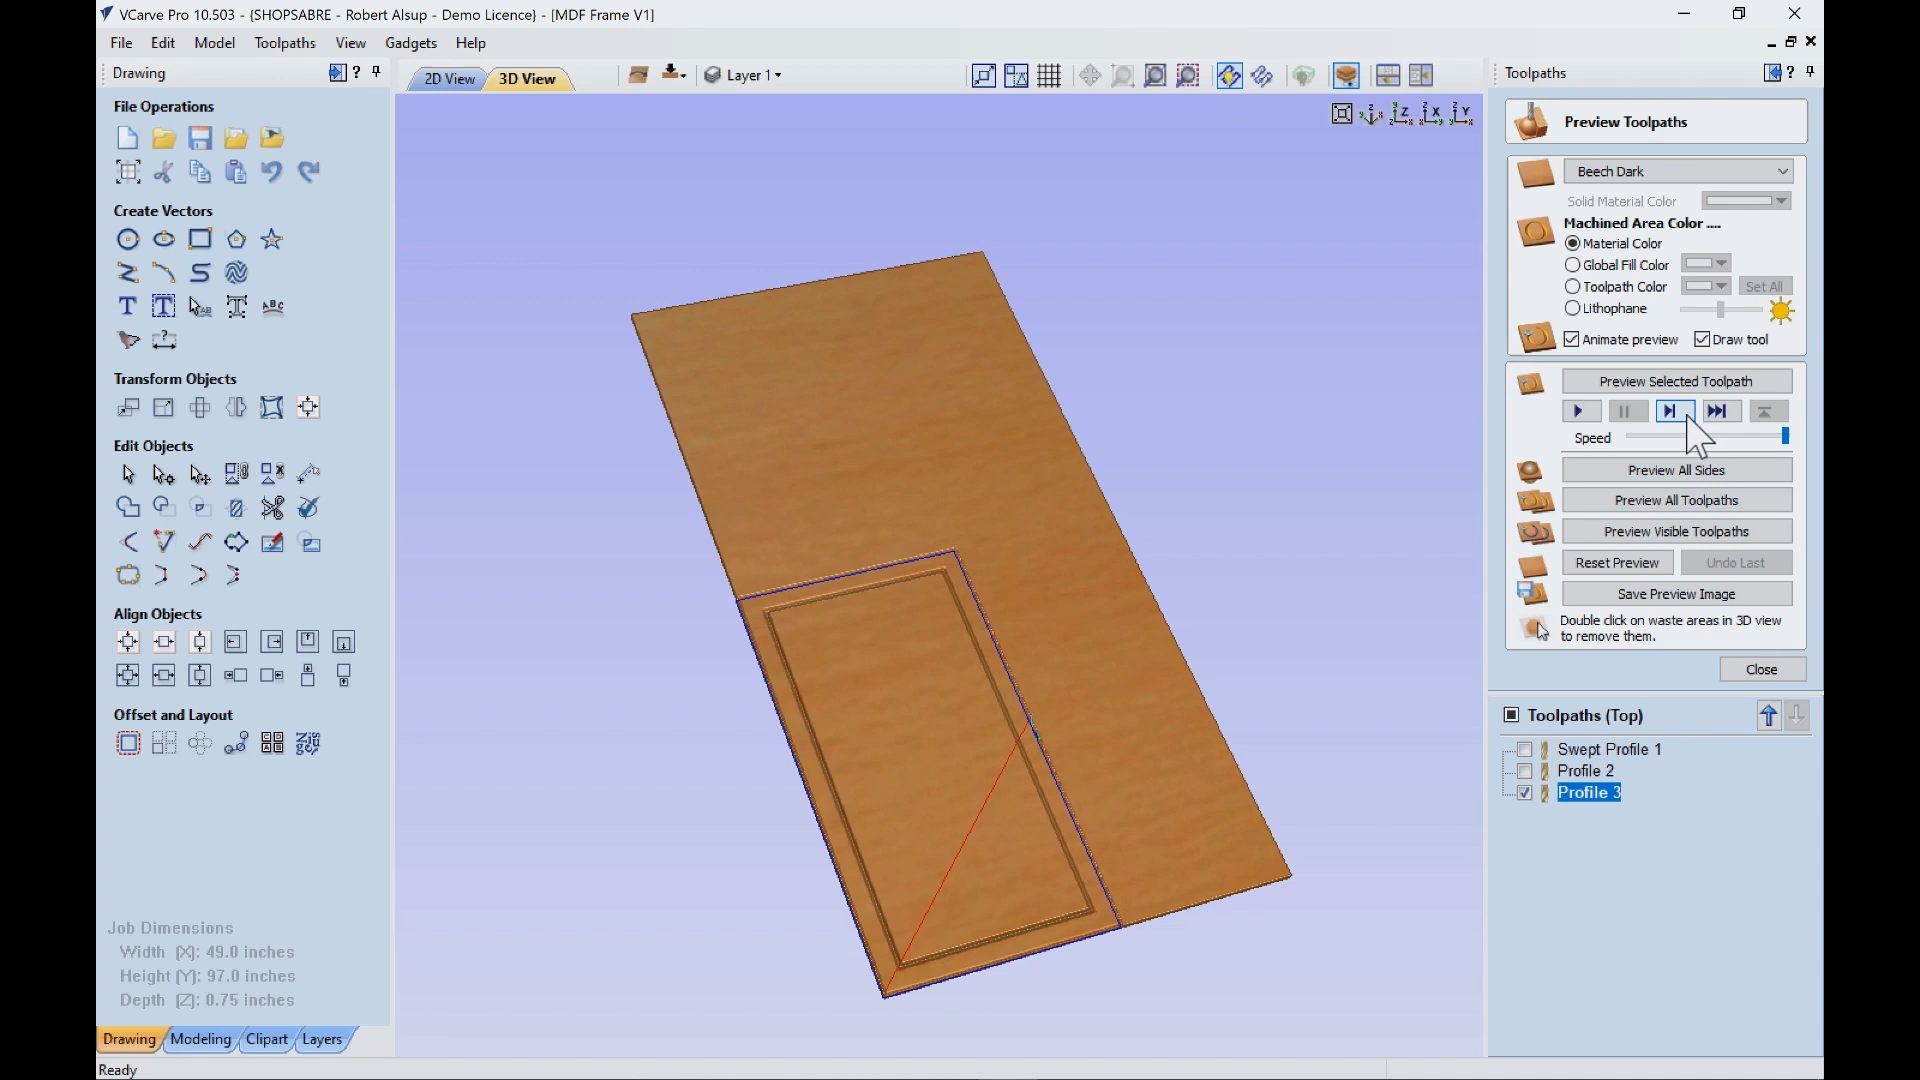 VCarve Pro 10.503 - {SHOPSABRE - Robert Alsup - Demo Licence} - [MDF Frame V1]
File Edit Model Toolpaths View Gadgets Help
Drawing
2D View 3D View
Layer 1
Toolpaths
File Operations
Create Vectors
Transform Objects
Edit Objects
Align Objects
Offset and Layout
Job Dimensions
Width (X): 49.0 inches
Height (Y): 97.0 inches
Depth (Z): 0.75 inches
Drawing Modeling Clipart Layers
Ready
Preview Toolpaths
Beech Dark
Solid Material Color
Machined Area Color ....
Material Color
Global Fill Color
Toolpath Color Set All
Lithophane
Animate preview Draw tool
Preview Selected Toolpath
Speed
Preview All Sides
Preview All Toolpaths
Preview Visible Toolpaths
Reset Preview Undo Last
Save Preview Image
Double click on waste areas in 3D view
to remove them.
Close
Toolpaths (Top)
Swept Profile 1
Profile 2
Profile 3